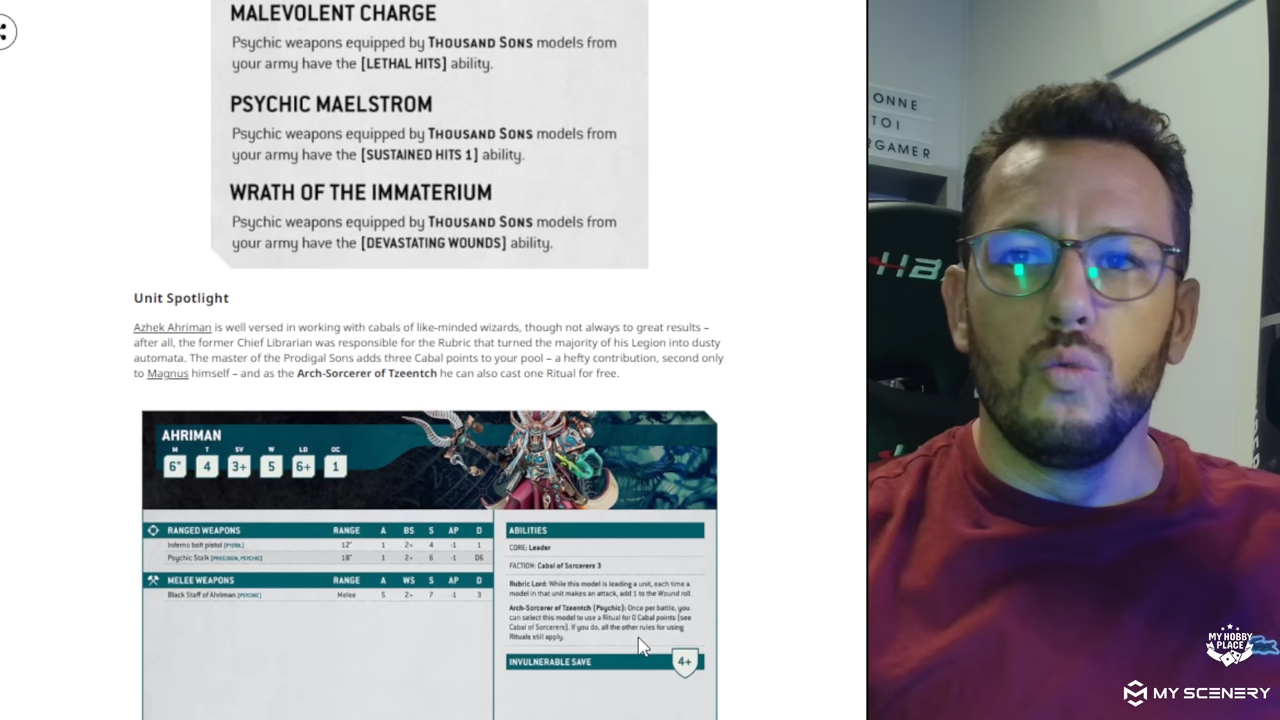 MALEVOLENT CHARGE
Psychic weapons equipped by THOUSAND SONS models from
your army have the [LETHAL HITS] ability.
PSYCHIC MAELSTROM
Psychic weapons equipped by THOUSAND SONS models from
your army have the [SUSTAINED HITS 1] ability.
WRATH OF THE IMMATERIUM
Psychic weapons equipped by THOUSAND SONS models from
your army have the [DEVASTATING WOUNDS] ability.
Unit Spotlight
Azhek Ahriman is well versed in working with cabals of like-minded wizards, though not always to great results –
after all, the former Chief Librarian was responsible for the Rubric that turned the majority of his Legion into dusty
automata. The master of the Prodigal Sons adds three Cabal points to your pool – a hefty contribution, second only
to Magnus himself – and as the Arch-Sorcerer of Tzeentch he can also cast one Ritual for free.
AHRIMAN
M T SV W LD OC
6" 4 3+ 5 6+ 1
RANGED WEAPONS RANGE A BS S AP D
Inferno bolt pistol [PISTOL] 12" 1 2+ 4 -1 1
Psychic Stalk [PRECISION, PSYCHIC] 18" 1 2+ 6 -1 D6
MELEE WEAPONS RANGE A WS S AP D
Black Staff of Ahriman [PSYCHIC] Melee 5 2+ 7 -1 3
ABILITIES
CORE: Leader
FACTION: Cabal of Sorcerers 3
Rubric Lord: While this model is leading a unit, each time a
model in that unit makes an attack, add 1 to the Wound roll.
Arch-Sorcerer of Tzeentch (Psychic): Once per battle, you
can select this model to use a Ritual for 0 Cabal points (see
Cabal of Sorcerers). If you do, all the other rules for using
Rituals still apply.
INVULNERABLE SAVE 4+
ONNE
TOI
RGAMER
MY HOBBY
PLACE
MY SCENERY